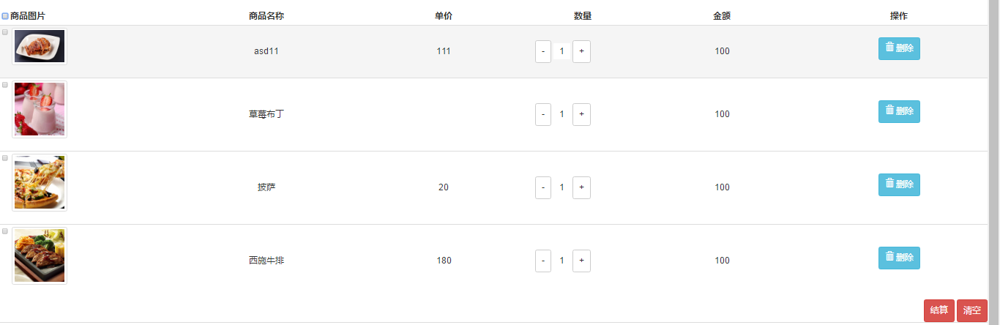 商品图片 商品名称 单价 数量 金额 操作
asd11 111 - 1 + 100 删除
草莓布丁 - 1 + 100 删除
披萨 20 - 1 + 100 删除
西施牛排 180 - 1 + 100 删除
结算 清空